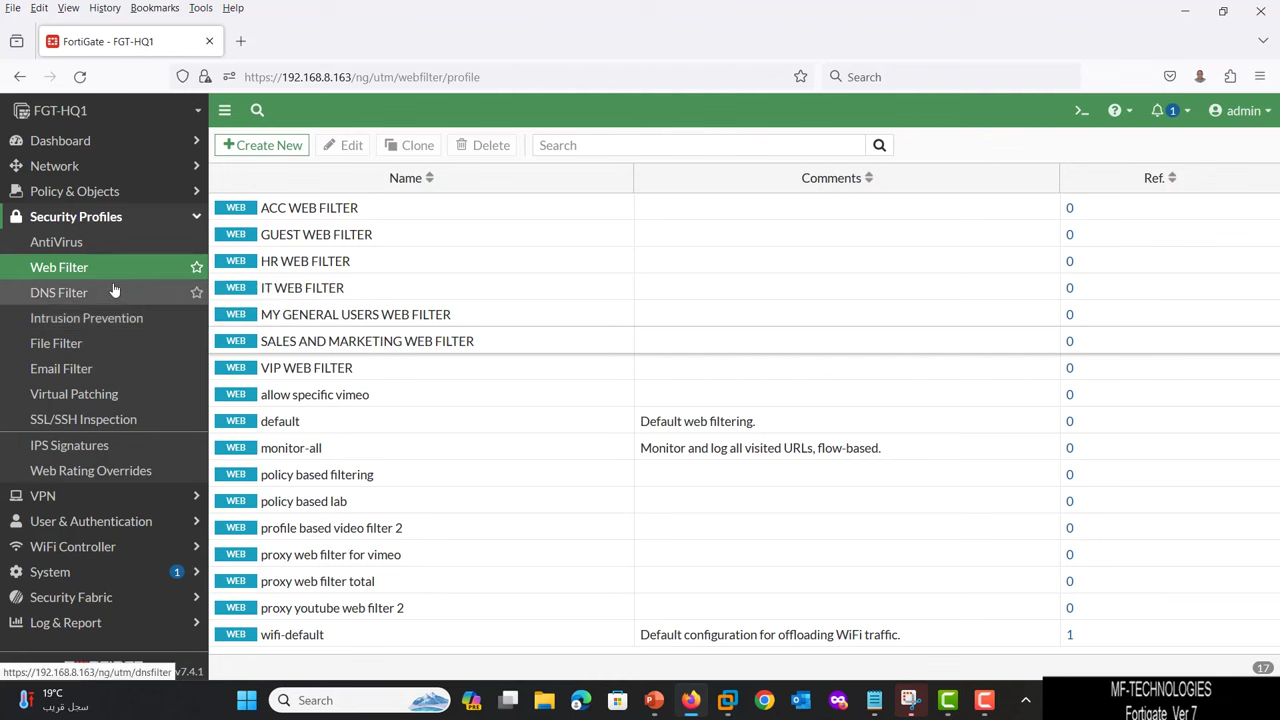 File Edit View History Bookmarks Tools Help
FortiGate - FGT-HQ1
https://192.168.8.163/ng/utm/webfilter/profile
Search
FGT-HQ1
admin
1
Dashboard
Network
Policy & Objects
Security Profiles
AntiVirus
Web Filter
DNS Filter
Intrusion Prevention
File Filter
Email Filter
Virtual Patching
SSL/SSH Inspection
IPS Signatures
Web Rating Overrides
VPN
User & Authentication
WiFi Controller
System 1
Security Fabric
Log & Report
https://192.168.8.163/ng/utm/dnsfilter v7.4.1
+Create New Edit Clone Delete Search
Name Comments Ref.
WEB ACC WEB FILTER 0
WEB GUEST WEB FILTER 0
WEB HR WEB FILTER 0
WEB IT WEB FILTER 0
WEB MY GENERAL USERS WEB FILTER 0
WEB SALES AND MARKETING WEB FILTER 0
WEB VIP WEB FILTER 0
WEB allow specific vimeo 0
WEB default Default web filtering. 0
WEB monitor-all Monitor and log all visited URLs, flow-based. 0
WEB policy based filtering 0
WEB policy based lab 0
WEB profile based video filter 2 0
WEB proxy web filter for vimeo 0
WEB proxy web filter total 0
WEB proxy youtube web filter 2 0
WEB wifi-default Default configuration for offloading WiFi traffic. 1
17
19°C
سجل قريب
Search
MF-TECHNOLOGIES
Fortigate Ver 7